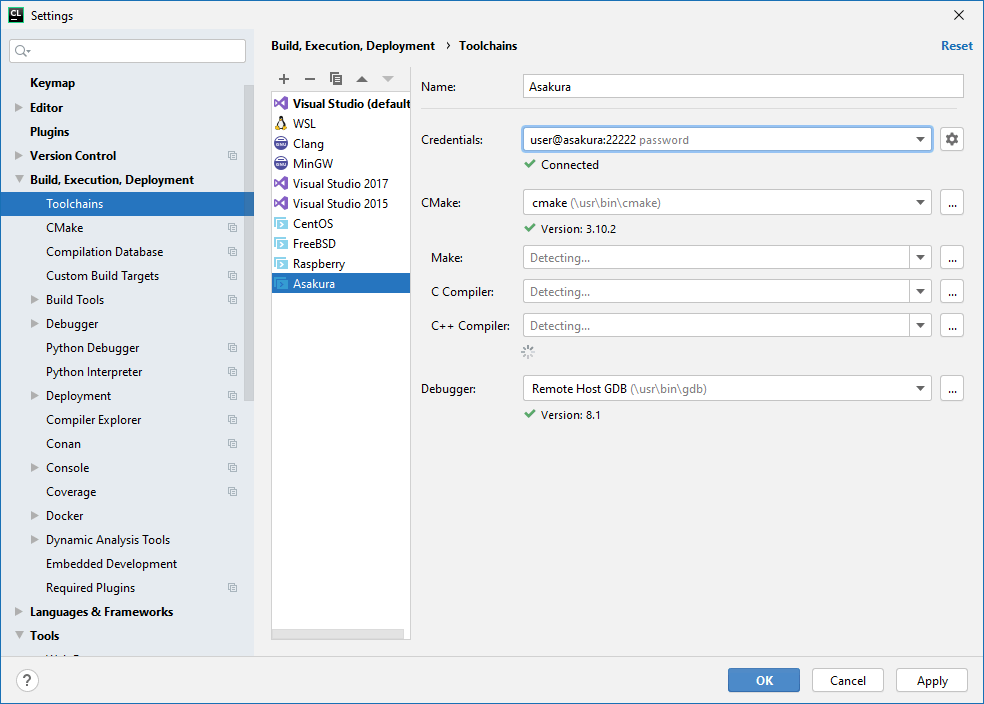 CL
Settings
Keymap
Editor
Plugins
Version Control
Build, Execution, Deployment
Toolchains
CMake
Compilation Database
Custom Build Targets
Build Tools
Debugger
Python Debugger
Python Interpreter
Deployment
Compiler Explorer
Conan
Console
Coverage
Docker
Dynamic Analysis Tools
Embedded Development
Required Plugins
Languages & Frameworks
Tools
Build, Execution, Deployment › Toolchains
Reset
Visual Studio (default
WSL
Clang
MinGW
Visual Studio 2017
Visual Studio 2015
CentOS
FreeBSD
Raspberry
Asakura
Name: Asakura
Credentials: user@asakura:22222 password
Connected
CMake: cmake (\usr\bin\cmake) ...
Version: 3.10.2
Make: Detecting... ...
C Compiler: Detecting... ...
C++ Compiler: Detecting... ...
Debugger: Remote Host GDB (\usr\bin\gdb) ...
Version: 8.1
? OK Cancel Apply